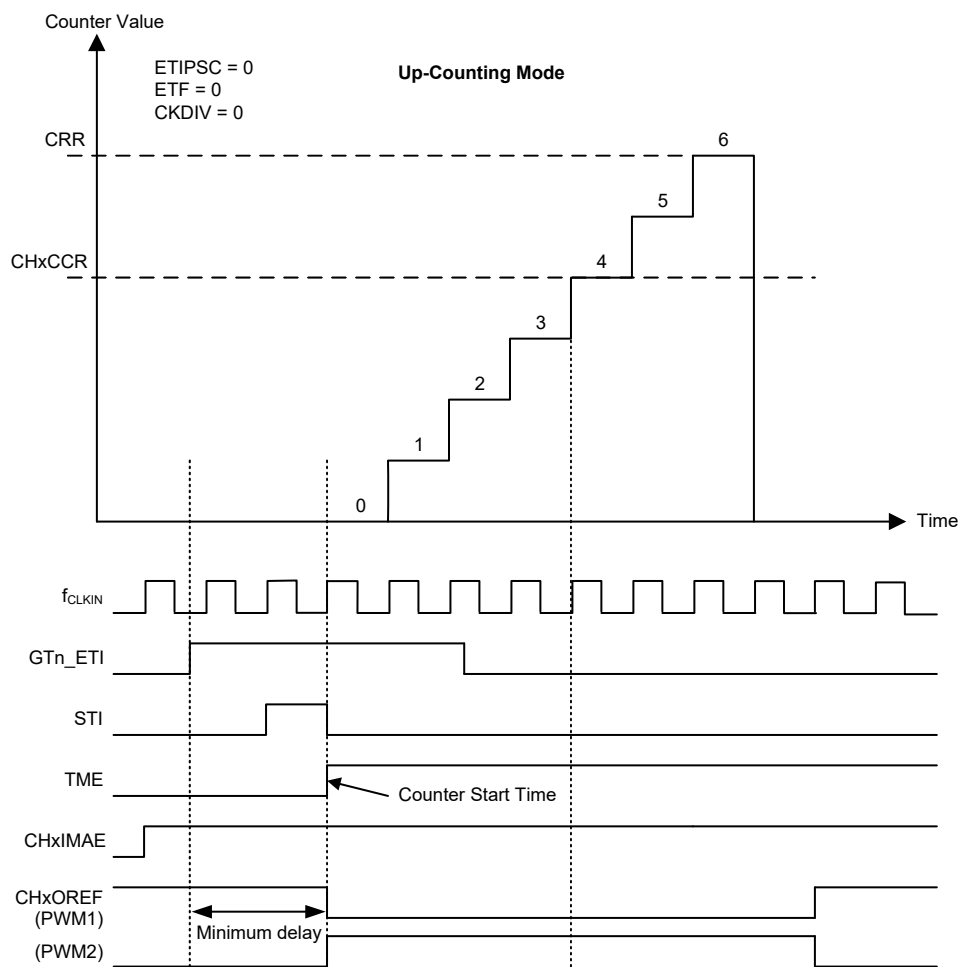 Counter Value
ETIPSC = 0
ETF = 0
CKDIV = 0
Up-Counting Mode
CRR
6
5
CHxCCR
4
3
2
1
0
Time
fCLKIN
GTn_ETI
STI
TME
Counter Start Time
CHxIMAE
CHxOREF
(PWM1)
Minimum delay
(PWM2)